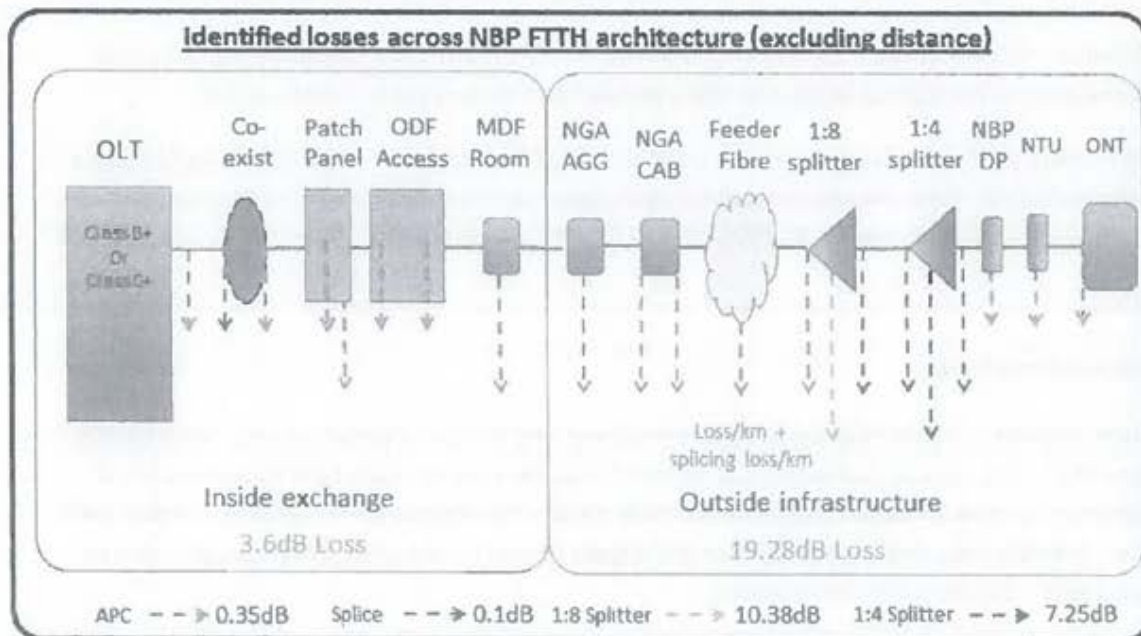 Identified losses across NBP FTTH architecture (excluding distance)
OLT
Co-
exist
Patch
Panel
ODF
Access
MDF
Room
NGA
AGG
NGA
CAB
Feeder
Fibre
1:8
splitter
1:4
splitter
NBP
DP
NTU
ONT
Class B+
Or
Class C+
Loss/km +
splicing loss/km
Inside exchange
3.6dB Loss
Outside infrastructure
19.28dB Loss
APC 0.35dB Splice 0.1dB 1:8 Splitter 10.38dB 1:4 Splitter 7.25dB